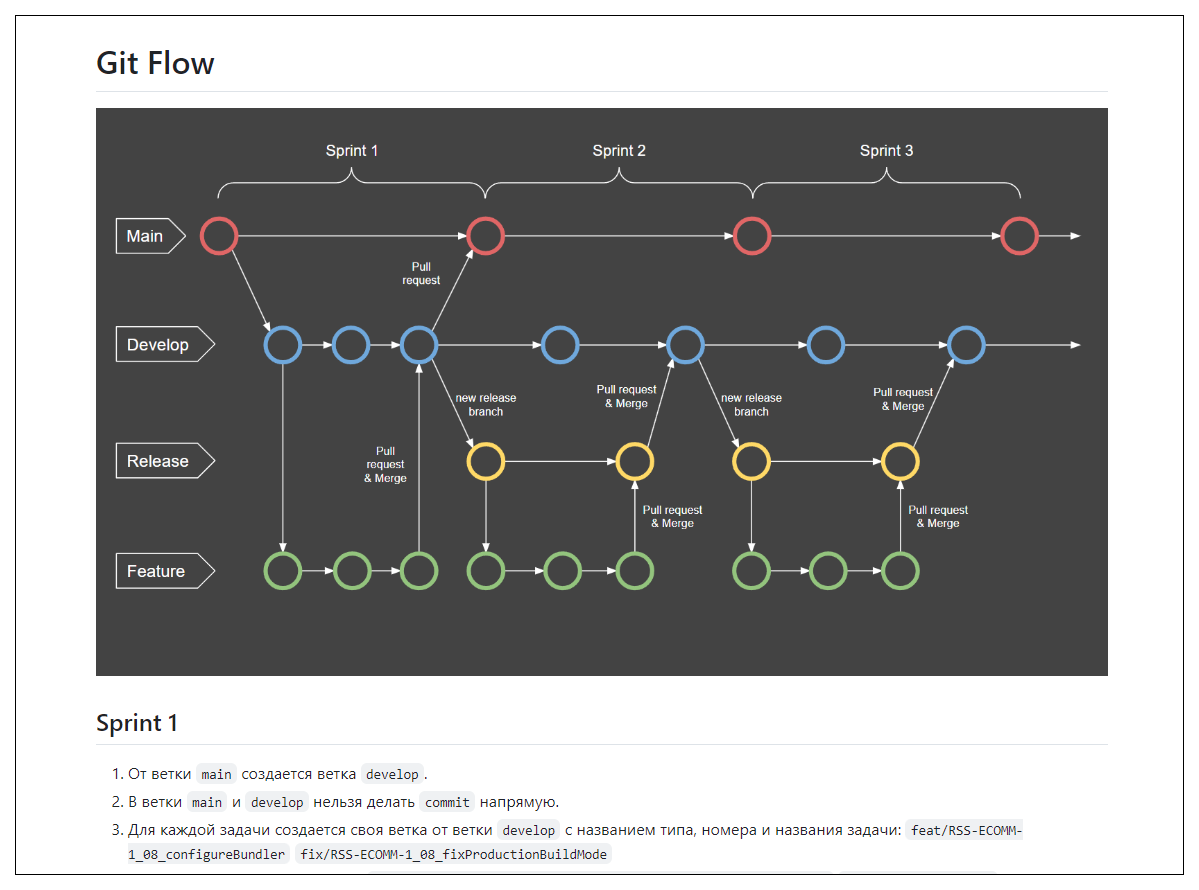 Git Flow
Sprint 1
Sprint 2
Sprint 3
Main
Pull
request
Develop
new release
branch
Pull request
& Merge
new release
branch
Pull request
& Merge
Release
Pull
request
& Merge
Pull request
& Merge
Pull request
& Merge
Feature
Sprint 1
1. От ветки main создается ветка develop.
2. В ветки main и develop нельзя делать commit напрямую.
3. Для каждой задачи создается своя ветка от ветки develop с названием типа, номера и названия задачи: feat/RSS-ECOMM-
1_08_configureBundler fix/RSS-ECOMM-1_08_fixProductionBuildMode